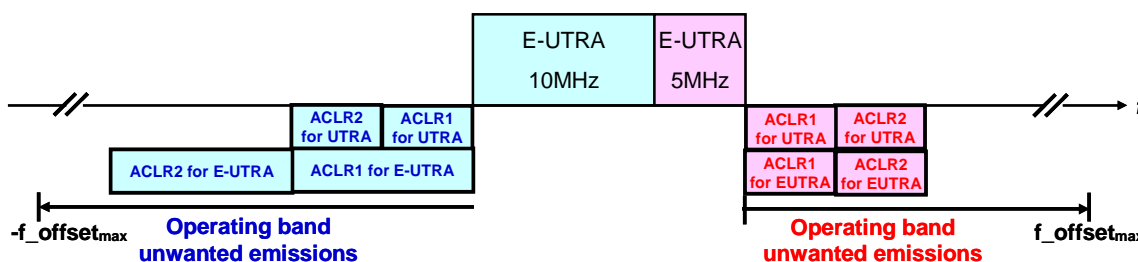 E-UTRA
10MHz
E-UTRA
5MHz
ACLR2
for UTRA
ACLR1
for UTRA
ACLR1
for UTRA
ACLR2
for UTRA
ACLR2 for E-UTRA
ACLR1 for E-UTRA
ACLR1
for EUTRA
ACLR2
for EUTRA
-f_offsetmax
Operating band
unwanted emissions
Operating band
unwanted emissions
f_offsetmax